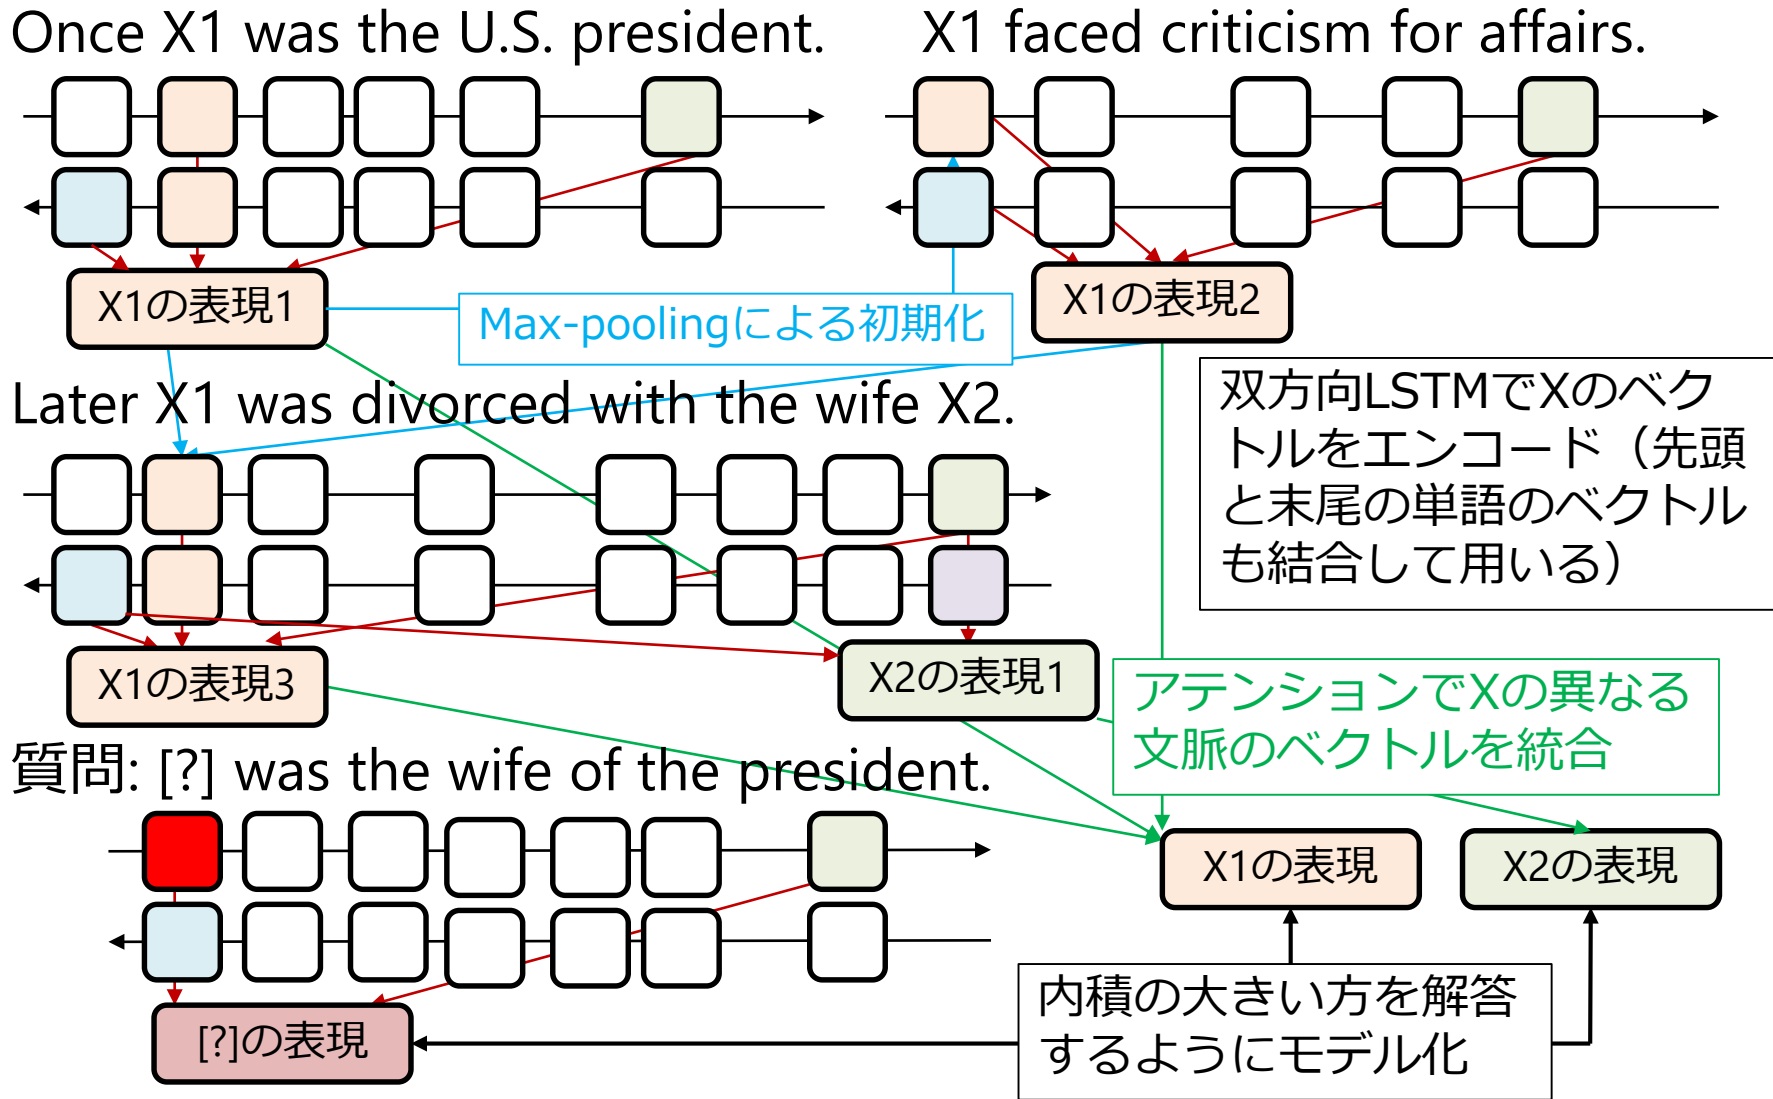 Once X1 was the U.S. president.
X1 faced criticism for affairs.
X1の表現1
Max-poolingによる初期化
X1の表現2
Later X1 was divorced with the wife X2.
双方向LSTMでXのベク
トルをエンコード（先頭
と末尾の単語のベクトル
も結合して用いる）
X1の表現3
X2の表現1
アテンションでXの異なる
文脈のベクトルを統合
質問: [?] was the wife of the president.
X1の表現
X2の表現
内積の大きい方を解答
するようにモデル化
[?]の表現